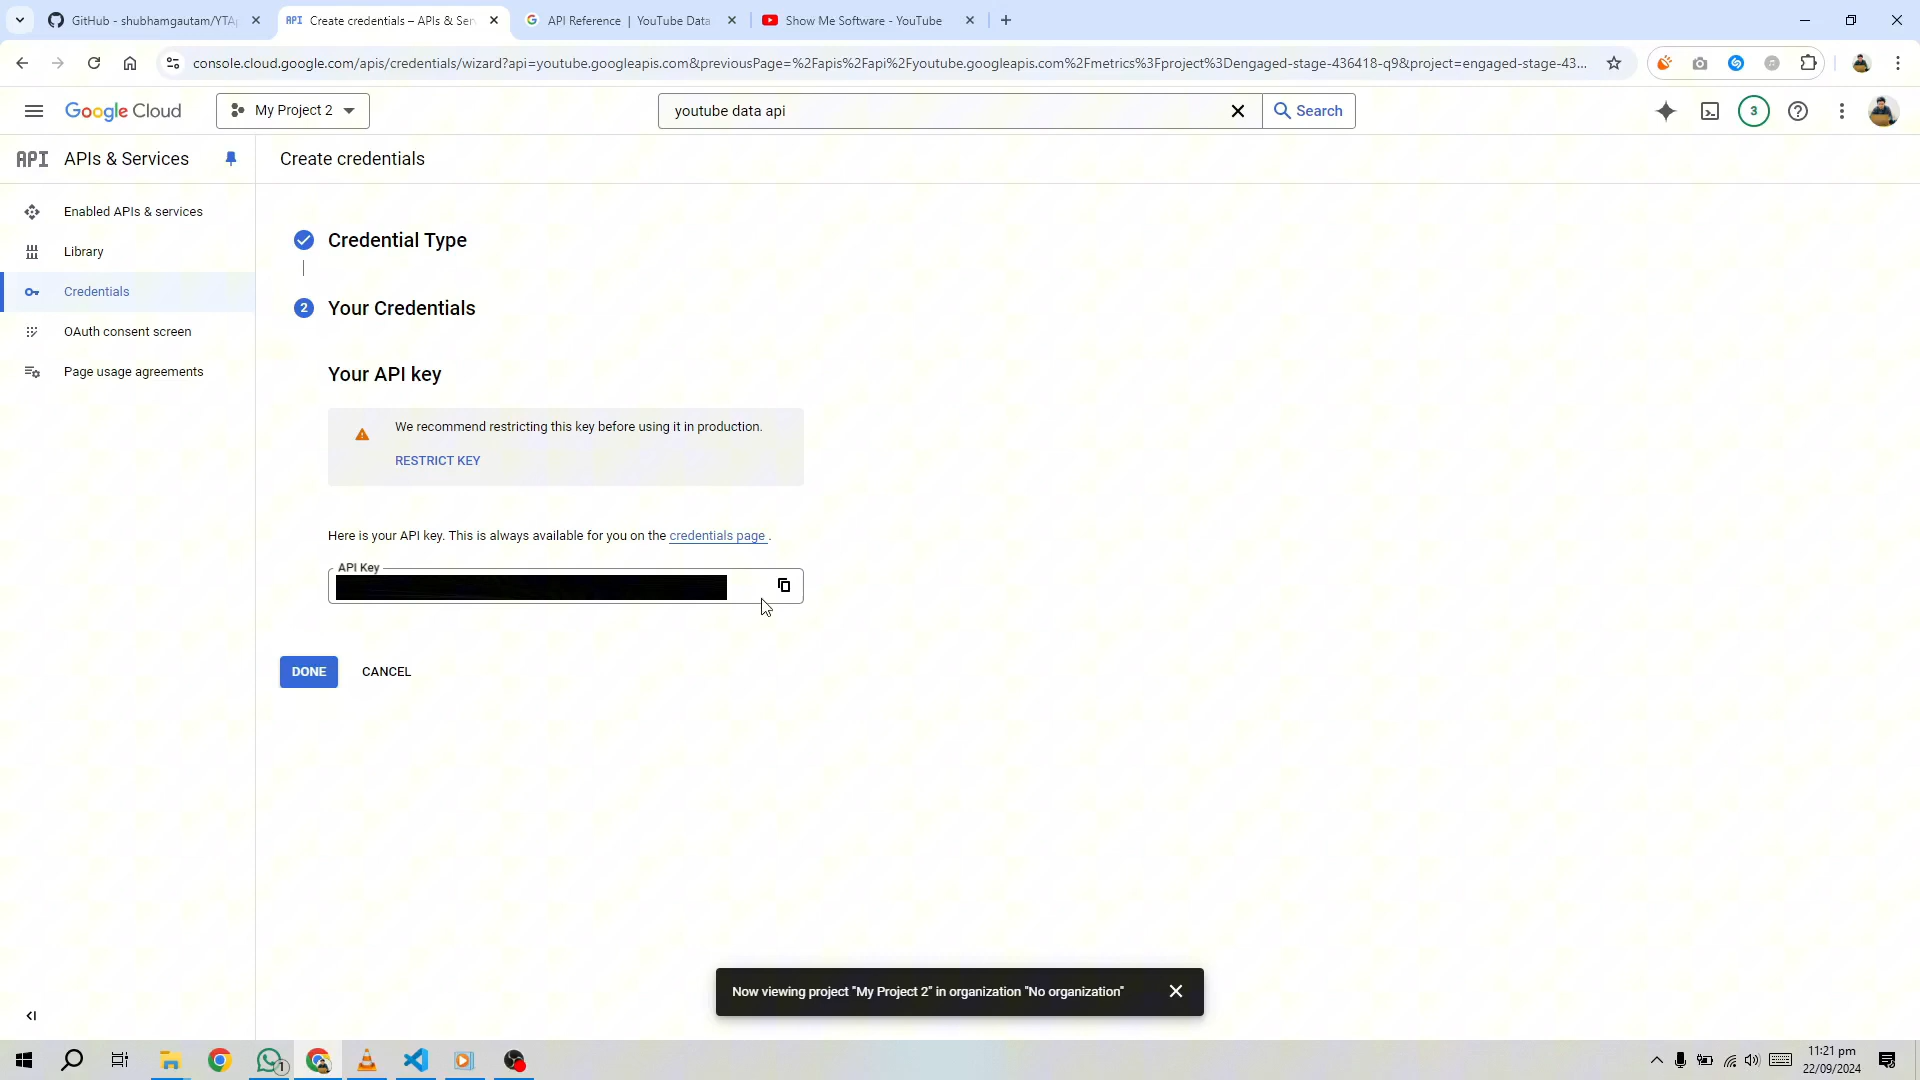 GitHub - shubhamgautam/YTAp
Create credentials – APIs & Ser
API Reference | YouTube Data
Show Me Software - YouTube
console.cloud.google.com/apis/credentials/wizard?api=youtube.googleapis.com&previousPage=%2Fapis%2Fapi%2Fyoutube.googleapis.com%2Fmetrics%3Fproject%3Dengaged-stage-436418-q9&project=engaged-stage-43...
Google Cloud
My Project 2
youtube data api
Search
3
API APIs & Services
Create credentials
Enabled APIs & services
Library
Credentials
OAuth consent screen
Page usage agreements
Credential Type
2 Your Credentials
Your API key
We recommend restricting this key before using it in production.
RESTRICT KEY
Here is your API key. This is always available for you on the credentials page .
API Key
DONE
CANCEL
Now viewing project "My Project 2" in organization "No organization"
1
11:21 pm
22/09/2024